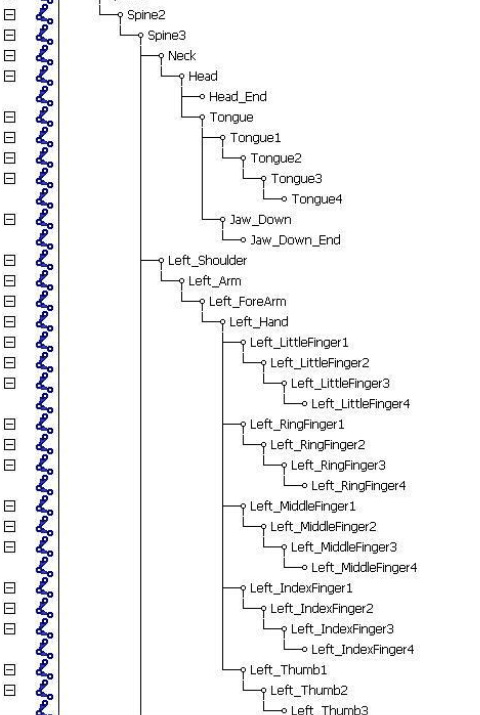 Spine2
Spine3
Neck
Head
Head_End
Tongue
Tongue1
Tongue2
Tongue3
Tongue4
Jaw_Down
Jaw_Down_End
Left_Shoulder
Left_Arm
Left_ForeArm
Left_Hand
Left_LittleFinger1
Left_LittleFinger2
Left_LittleFinger3
Left_LittleFinger4
Left_RingFinger1
Left_RingFinger2
Left_RingFinger3
Left_RingFinger4
Left_MiddleFinger1
Left_MiddleFinger2
Left_MiddleFinger3
Left_MiddleFinger4
Left_IndexFinger1
Left_IndexFinger2
Left_IndexFinger3
Left_IndexFinger4
Left_Thumb1
Left_Thumb2
Left_Thumb3